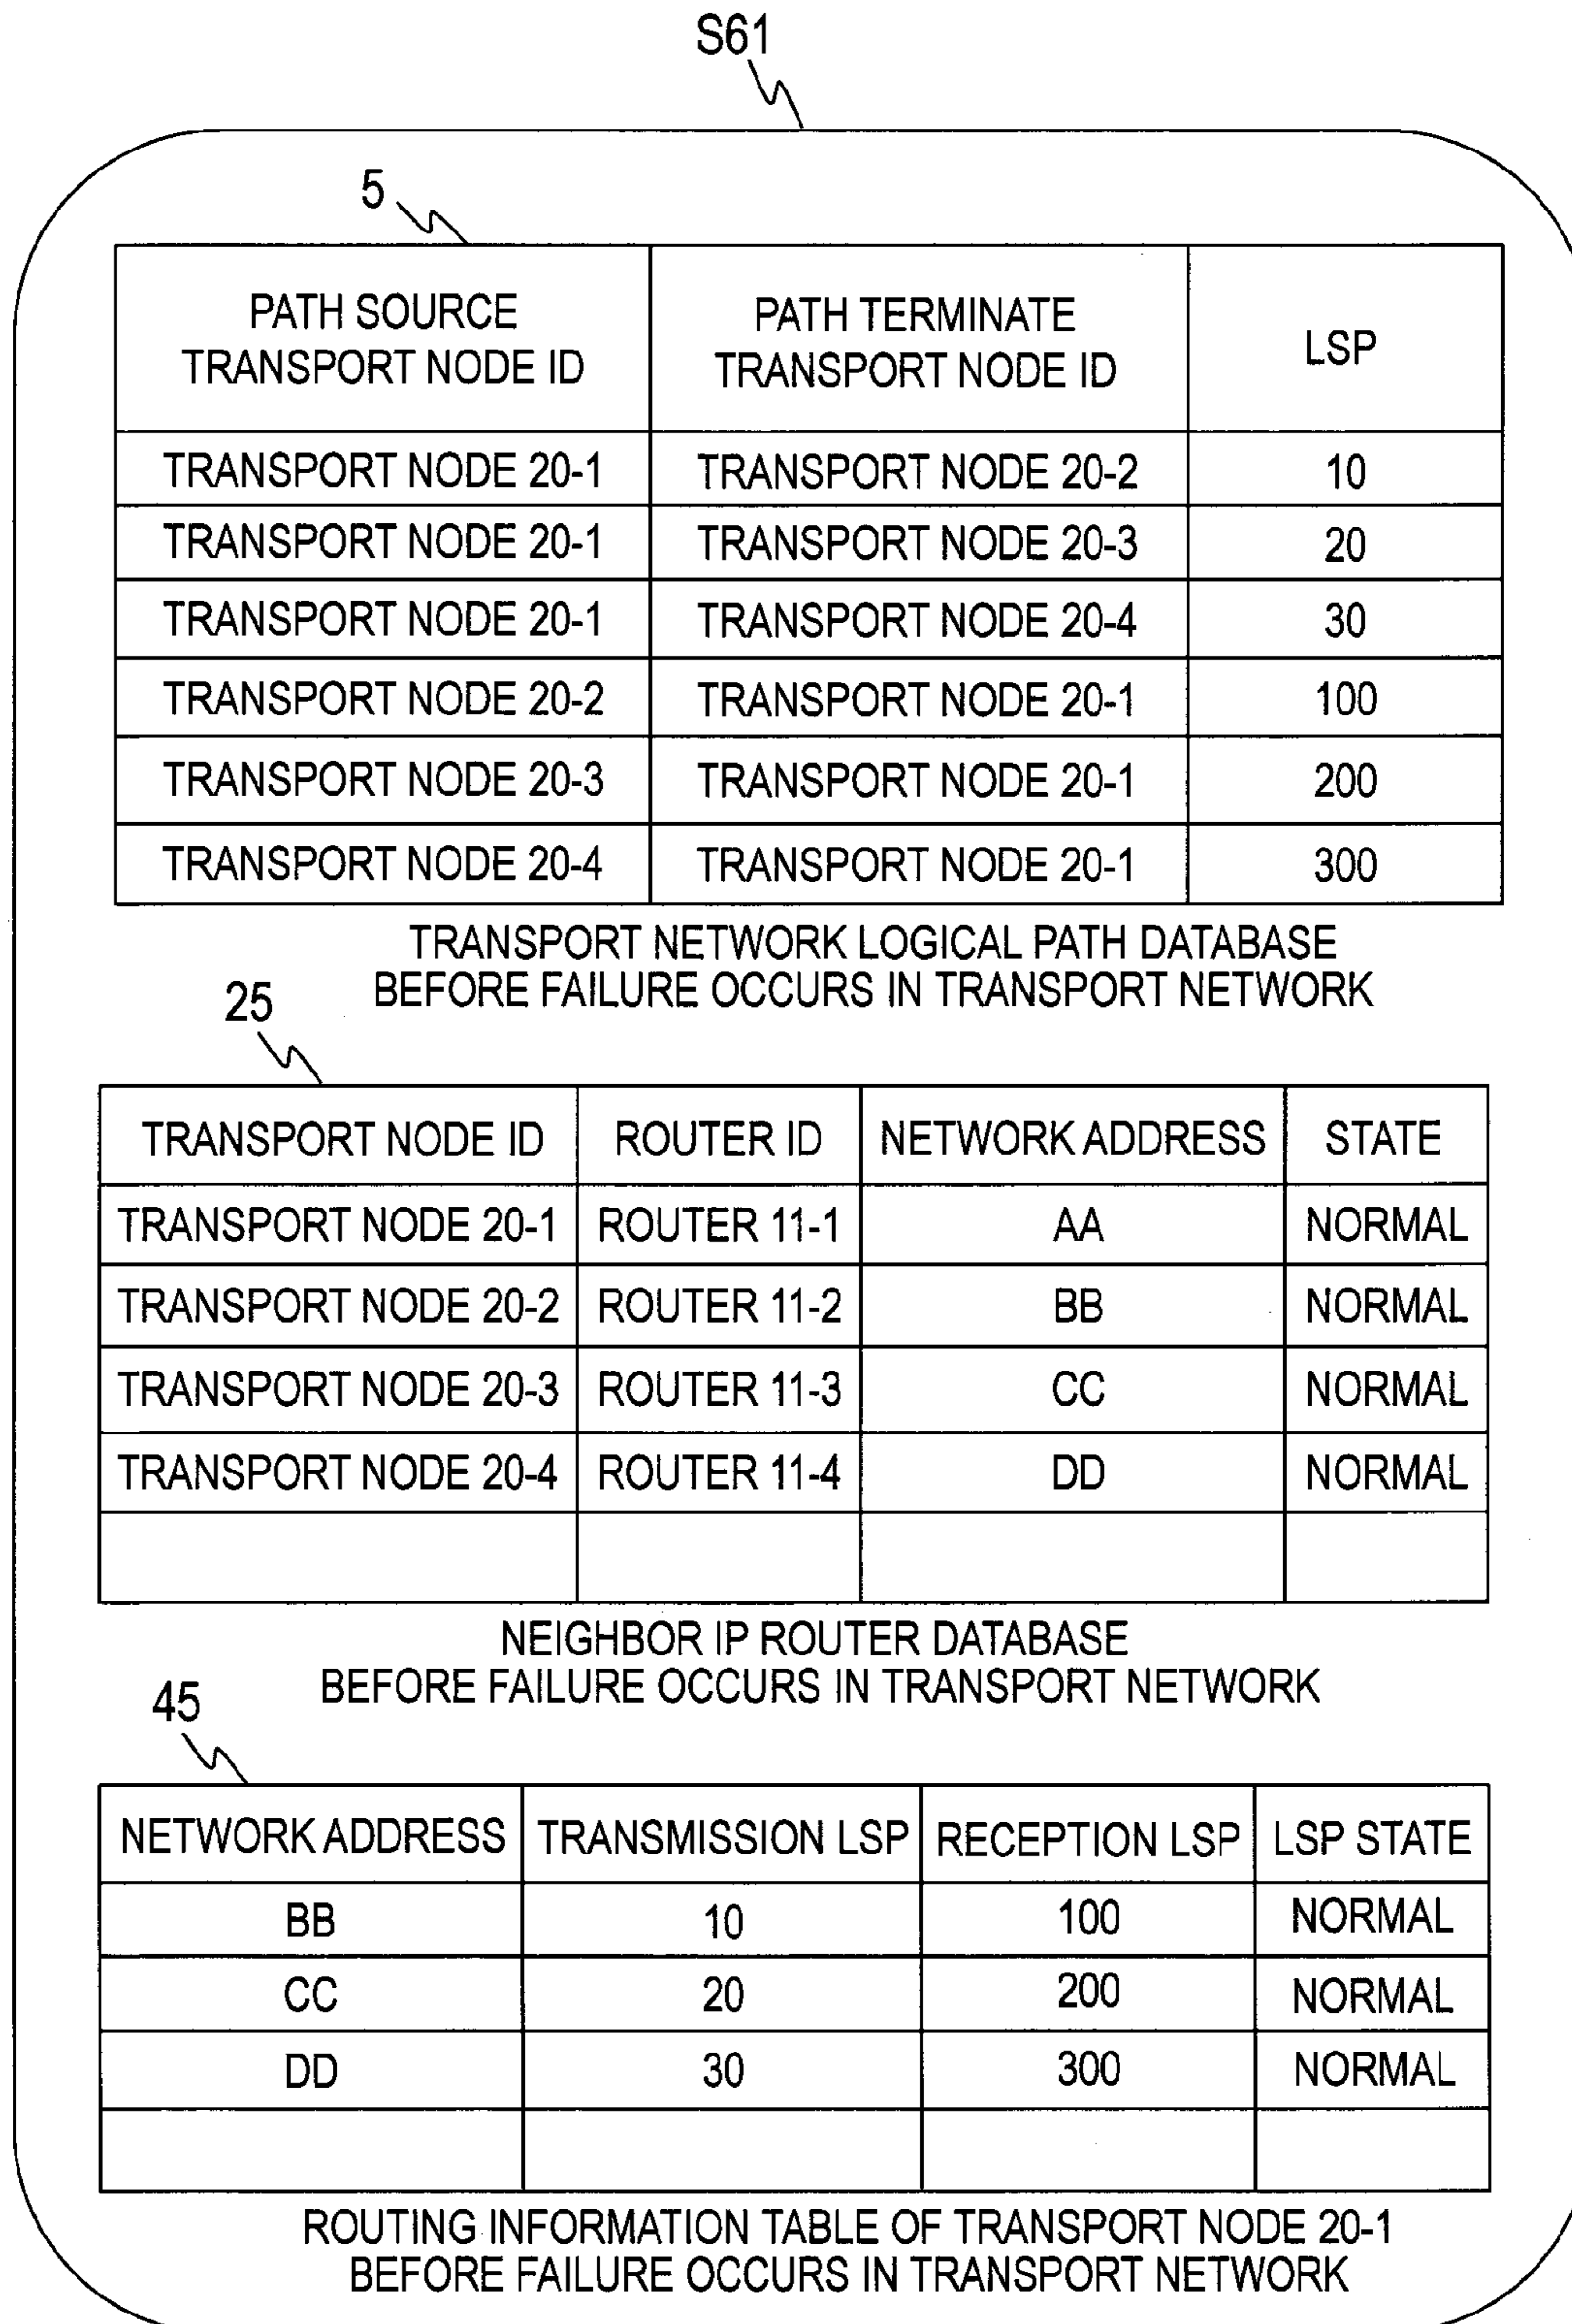 S61
5
PATH SOURCE TRANSPORT NODE ID PATH TERMINATE TRANSPORT NODE ID LSP
TRANSPORT NODE 20-1 TRANSPORT NODE 20-2 10
TRANSPORT NODE 20-1 TRANSPORT NODE 20-3 20
TRANSPORT NODE 20-1 TRANSPORT NODE 20-4 30
TRANSPORT NODE 20-2 TRANSPORT NODE 20-1 100
TRANSPORT NODE 20-3 TRANSPORT NODE 20-1 200
TRANSPORT NODE 20-4 TRANSPORT NODE 20-1 300
TRANSPORT NETWORK LOGICAL PATH DATABASE
BEFORE FAILURE OCCURS IN TRANSPORT NETWORK
25
TRANSPORT NODE ID ROUTER ID NETWORK ADDRESS STATE
TRANSPORT NODE 20-1 ROUTER 11-1 AA NORMAL
TRANSPORT NODE 20-2 ROUTER 11-2 BB NORMAL
TRANSPORT NODE 20-3 ROUTER 11-3 CC NORMAL
TRANSPORT NODE 20-4 ROUTER 11-4 DD NORMAL
NEIGHBOR IP ROUTER DATABASE
BEFORE FAILURE OCCURS IN TRANSPORT NETWORK
45
NETWORK ADDRESS TRANSMISSION LSP RECEPTION LSP LSP STATE
BB 10 100 NORMAL
CC 20 200 NORMAL
DD 30 300 NORMAL
ROUTING INFORMATION TABLE OF TRANSPORT NODE 20-1
BEFORE FAILURE OCCURS IN TRANSPORT NETWORK